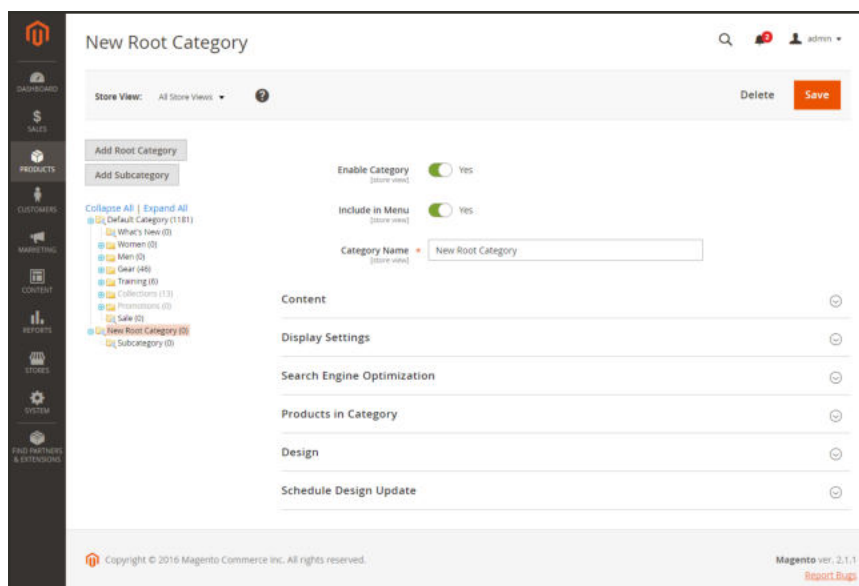 New Root Category
2
admin
DASHBOARD
Store View: All Store Views ?
Delete
Save
$
SALES
Add Root Category
PRODUCTS
Add Subcategory
Enable Category
[store view]
Yes
CUSTOMERS
Collapse All | Expand All
Default Category (1181)
What's New (0)
Women (0)
Men (0)
Gear (46)
Training (6)
Collections (13)
Promotions (0)
Sale (0)
New Root Category (0)
Subcategory (0)
Include in Menu
[store view]
Yes
MARKETING
Category Name *
[store view]
New Root Category
CONTENT
Content
REPORTS
Display Settings
STORES
Search Engine Optimization
SYSTEM
Products in Category
FIND PARTNERS
& EXTENSIONS
Design
Schedule Design Update
Copyright © 2016 Magento Commerce Inc. All rights reserved.
Magento ver. 2.1.1
Report Bugs